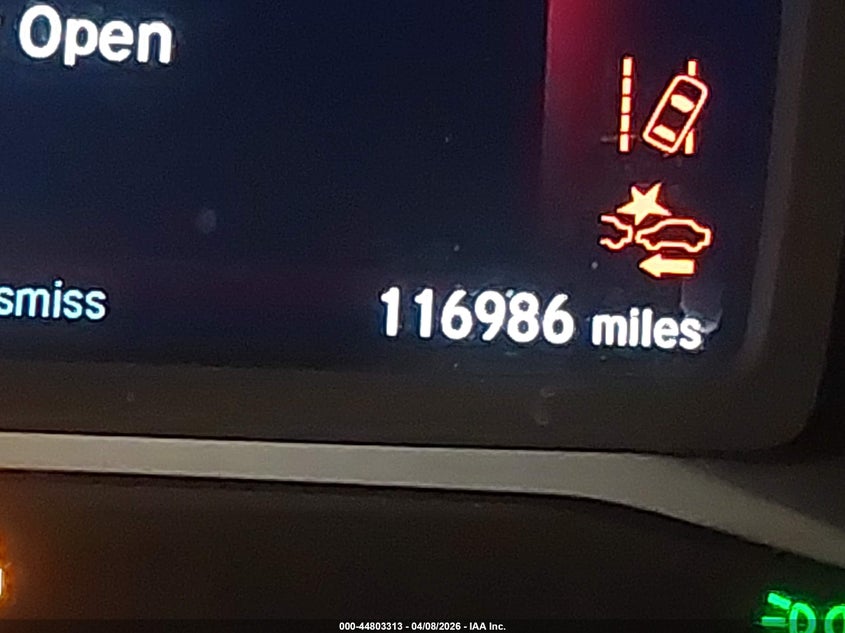 Open
smiss
116986 miles
000-44803313 - 04/08/2026 - IAA Inc.